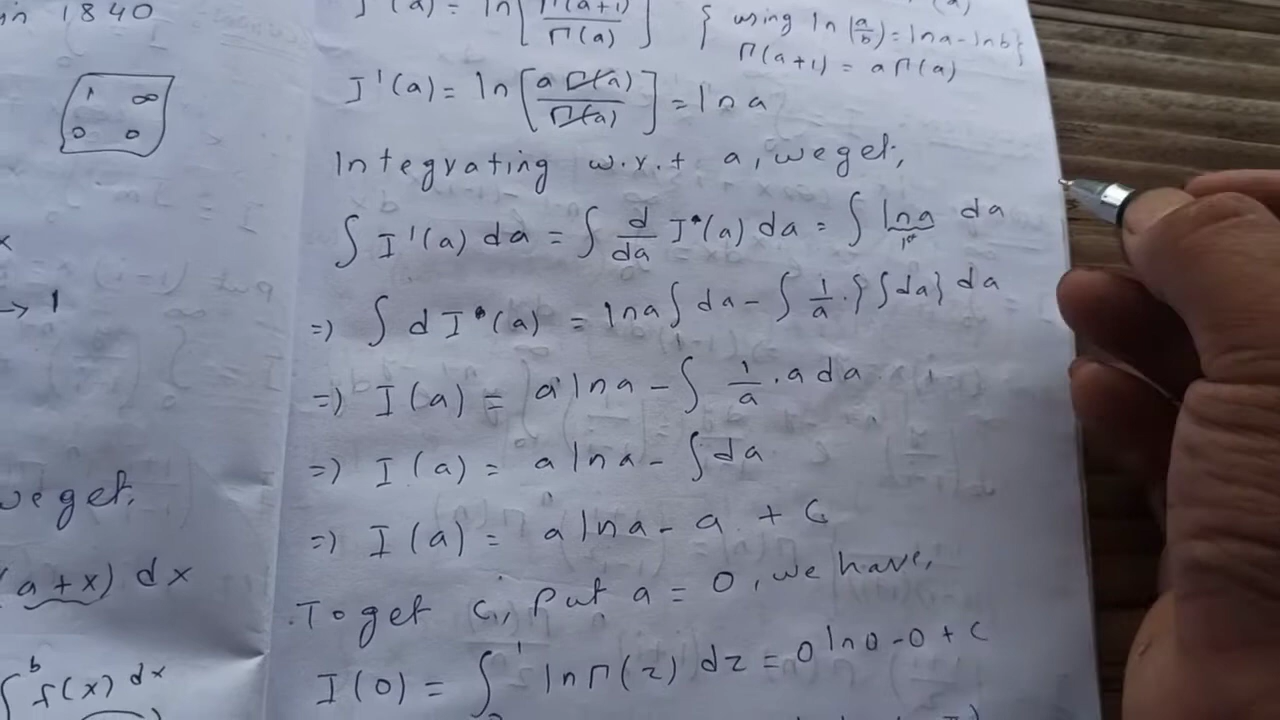 in 1840
1 ∞
0 0
→ 1
we get,
(a+x) dx
∫ b f(x) dx
I'(a) = ln[Γ(a+1)/Γ(a)] { using ln(a/b) = ln a - ln b }
Γ(a+1) = a Γ(a)
I'(a) = ln[a Γ(a)/Γ(a)] = ln a
Integrating w.r.t a, we get,
∫ I'(a) da = ∫ d/da I(a) da = ∫ ln a da
1st
=) ∫ d I(a) = ln a ∫ da - ∫ 1/a . {∫ da} da
=) I(a) = a ln a - ∫ 1/a . a da
=) I(a) = a ln a - ∫ da
=) I(a) = a ln a - a + C
To get C, put a = 0, we have,
I(0) = ∫ 1 ln Γ(z) dz = 0 ln 0 - 0 + C